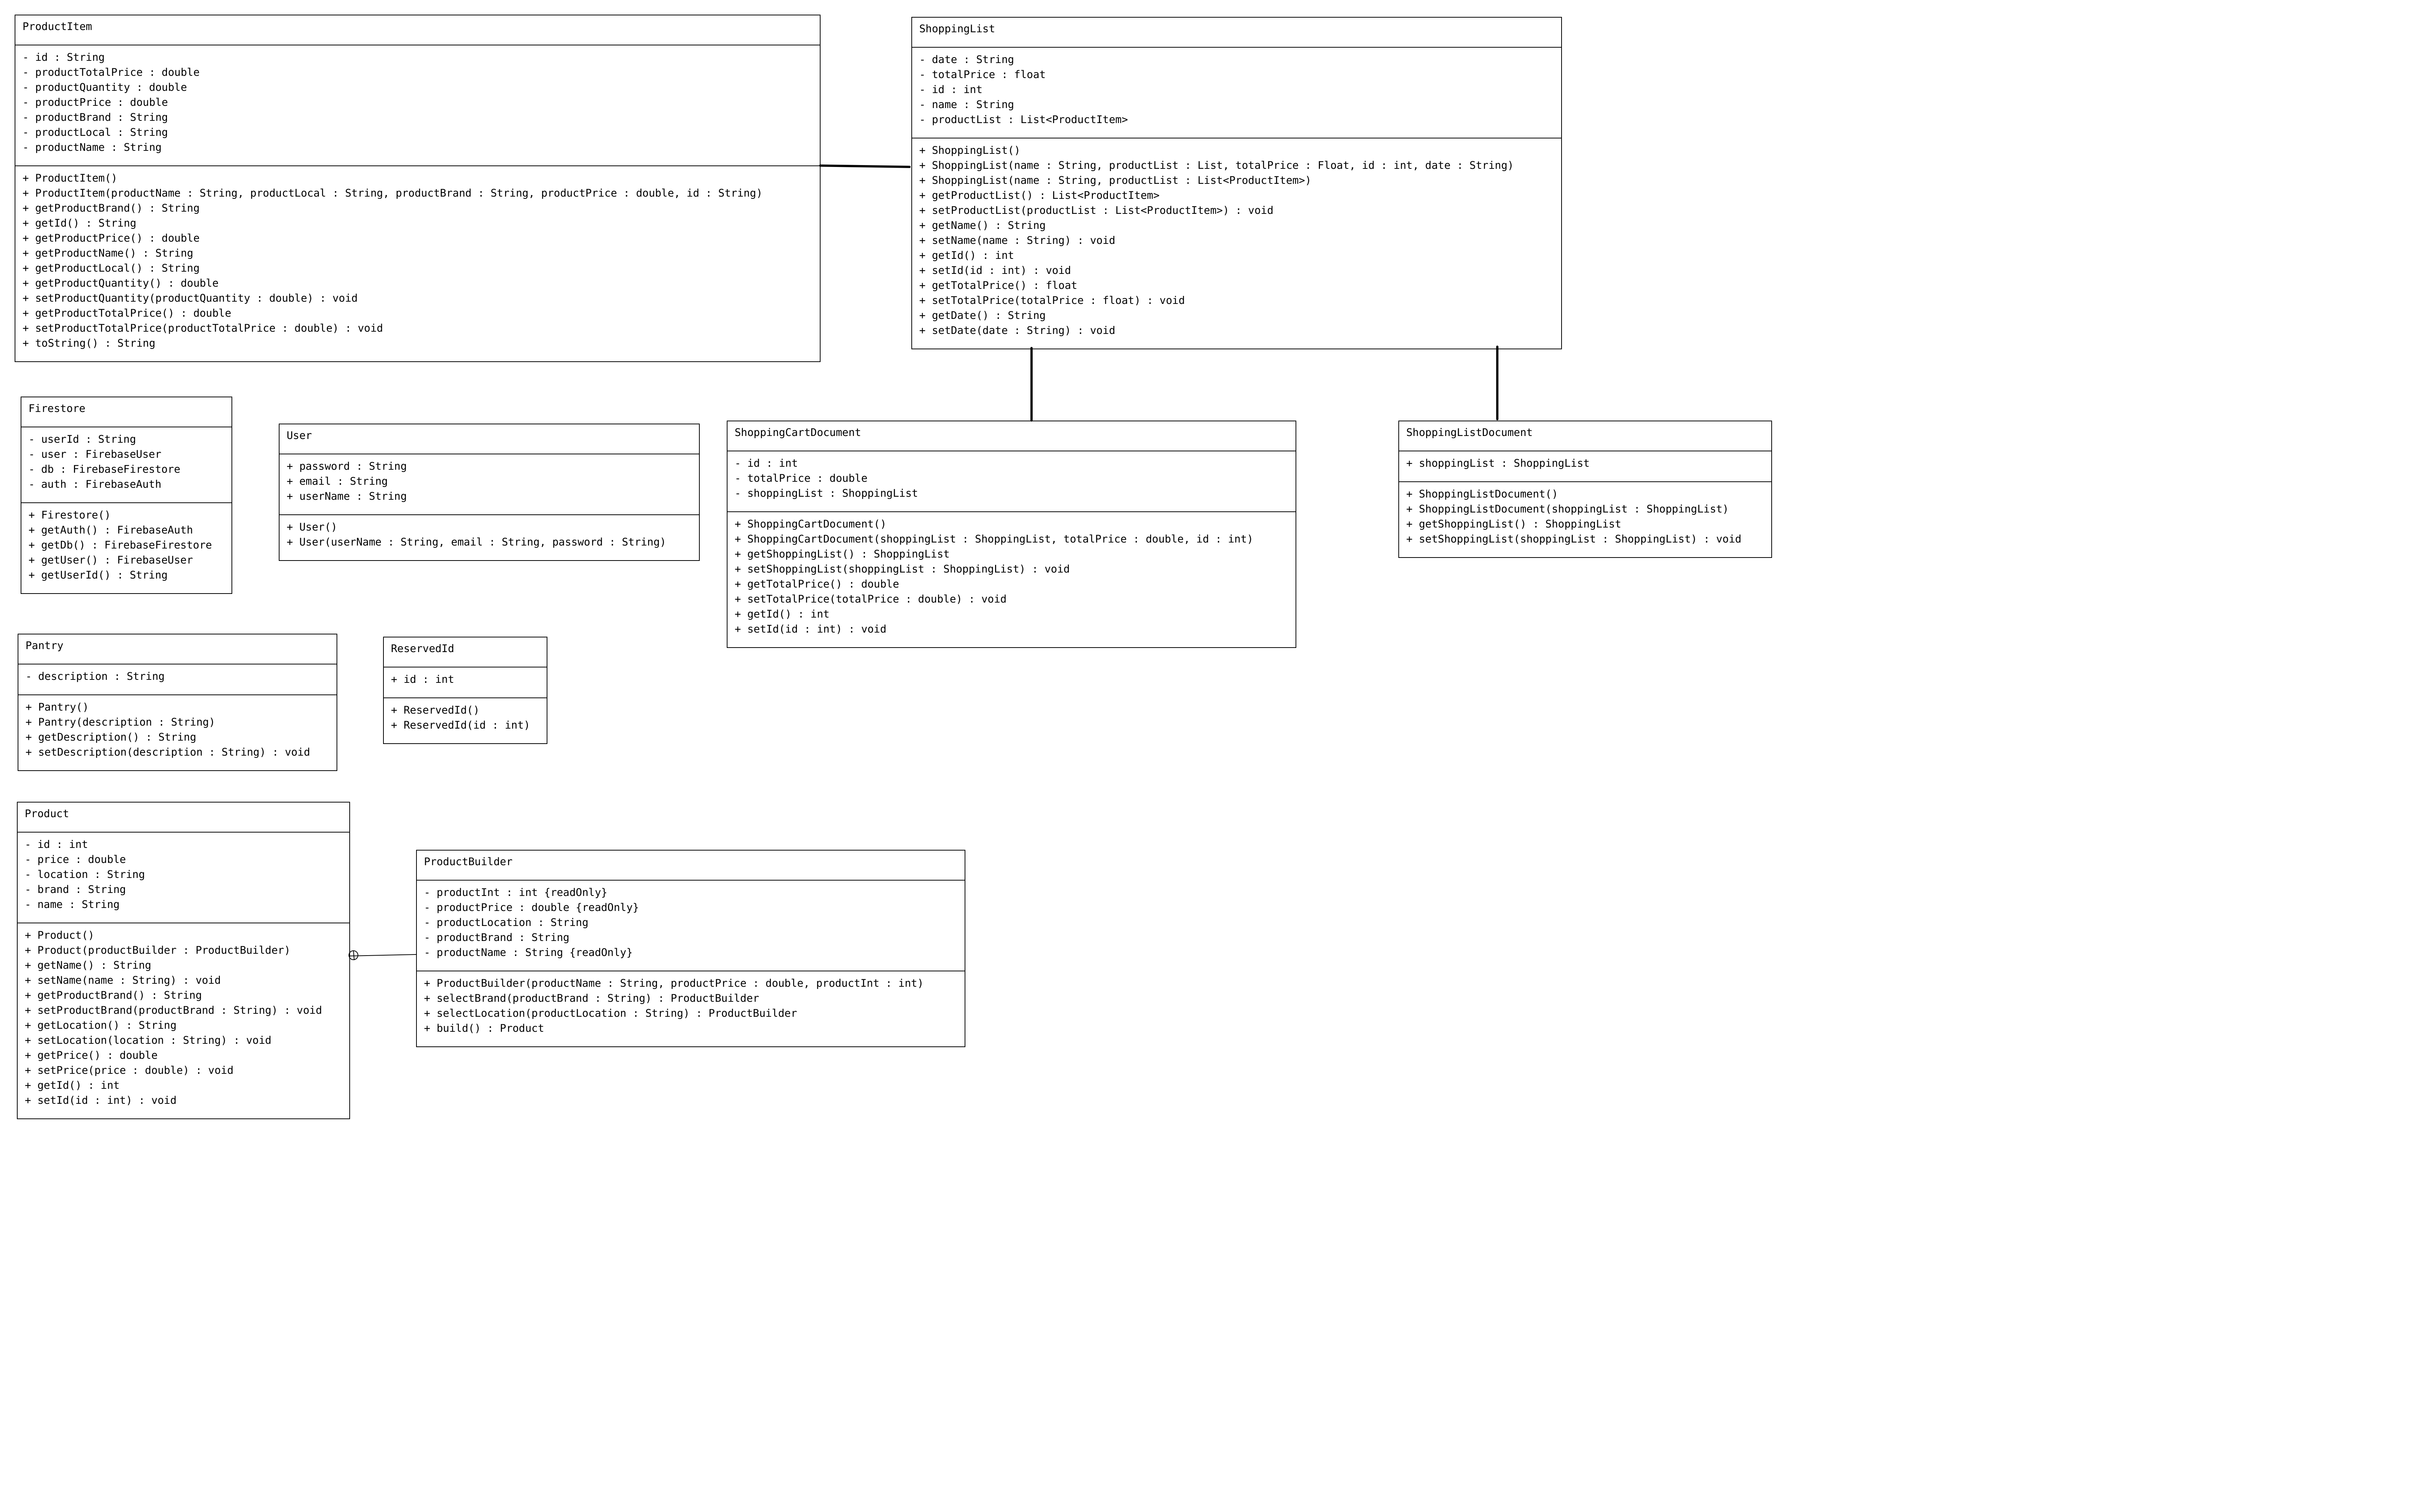 ProductItem
- id : String
- productTotalPrice : double
- productQuantity : double
- productPrice : double
- productBrand : String
- productLocal : String
- productName : String
+ ProductItem()
+ ProductItem(productName : String, productLocal : String, productBrand : String, productPrice : double, id : String)
+ getProductBrand() : String
+ getId() : String
+ getProductPrice() : double
+ getProductName() : String
+ getProductLocal() : String
+ getProductQuantity() : double
+ setProductQuantity(productQuantity : double) : void
+ getProductTotalPrice() : double
+ setProductTotalPrice(productTotalPrice : double) : void
+ toString() : String
ShoppingList
- date : String
- totalPrice : float
- id : int
- name : String
- productList : List<ProductItem>
+ ShoppingList()
+ ShoppingList(name : String, productList : List, totalPrice : Float, id : int, date : String)
+ ShoppingList(name : String, productList : List<ProductItem>)
+ getProductList() : List<ProductItem>
+ setProductList(productList : List<ProductItem>) : void
+ getName() : String
+ setName(name : String) : void
+ getId() : int
+ setId(id : int) : void
+ getTotalPrice() : float
+ setTotalPrice(totalPrice : float) : void
+ getDate() : String
+ setDate(date : String) : void
Firestore
- userId : String
- user : FirebaseUser
- db : FirebaseFirestore
- auth : FirebaseAuth
+ Firestore()
+ getAuth() : FirebaseAuth
+ getDb() : FirebaseFirestore
+ getUser() : FirebaseUser
+ getUserId() : String
User
+ password : String
+ email : String
+ userName : String
+ User()
+ User(userName : String, email : String, password : String)
ShoppingCartDocument
- id : int
- totalPrice : double
- shoppingList : ShoppingList
+ ShoppingCartDocument()
+ ShoppingCartDocument(shoppingList : ShoppingList, totalPrice : double, id : int)
+ getShoppingList() : ShoppingList
+ setShoppingList(shoppingList : ShoppingList) : void
+ getTotalPrice() : double
+ setTotalPrice(totalPrice : double) : void
+ getId() : int
+ setId(id : int) : void
ShoppingListDocument
+ shoppingList : ShoppingList
+ ShoppingListDocument()
+ ShoppingListDocument(shoppingList : ShoppingList)
+ getShoppingList() : ShoppingList
+ setShoppingList(shoppingList : ShoppingList) : void
Pantry
- description : String
+ Pantry()
+ Pantry(description : String)
+ getDescription() : String
+ setDescription(description : String) : void
ReservedId
+ id : int
+ ReservedId()
+ ReservedId(id : int)
Product
- id : int
- price : double
- location : String
- brand : String
- name : String
+ Product()
+ Product(productBuilder : ProductBuilder)
+ getName() : String
+ setName(name : String) : void
+ getProductBrand() : String
+ setProductBrand(productBrand : String) : void
+ getLocation() : String
+ setLocation(location : String) : void
+ getPrice() : double
+ setPrice(price : double) : void
+ getId() : int
+ setId(id : int) : void
ProductBuilder
- productInt : int {readOnly}
- productPrice : double {readOnly}
- productLocation : String
- productBrand : String
- productName : String {readOnly}
+ ProductBuilder(productName : String, productPrice : double, productInt : int)
+ selectBrand(productBrand : String) : ProductBuilder
+ selectLocation(productLocation : String) : ProductBuilder
+ build() : Product